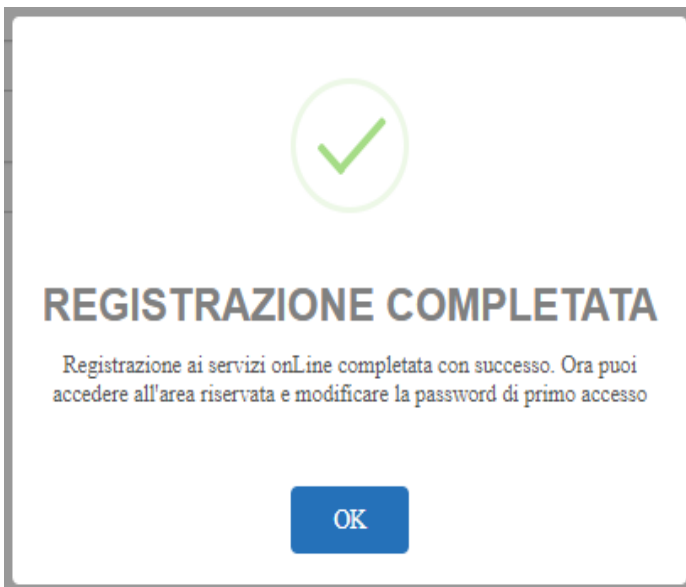 REGISTRAZIONE COMPLETATA
Registrazione ai servizi onLine completata con successo. Ora puoi
accedere all'area riservata e modificare la password di primo accesso
OK